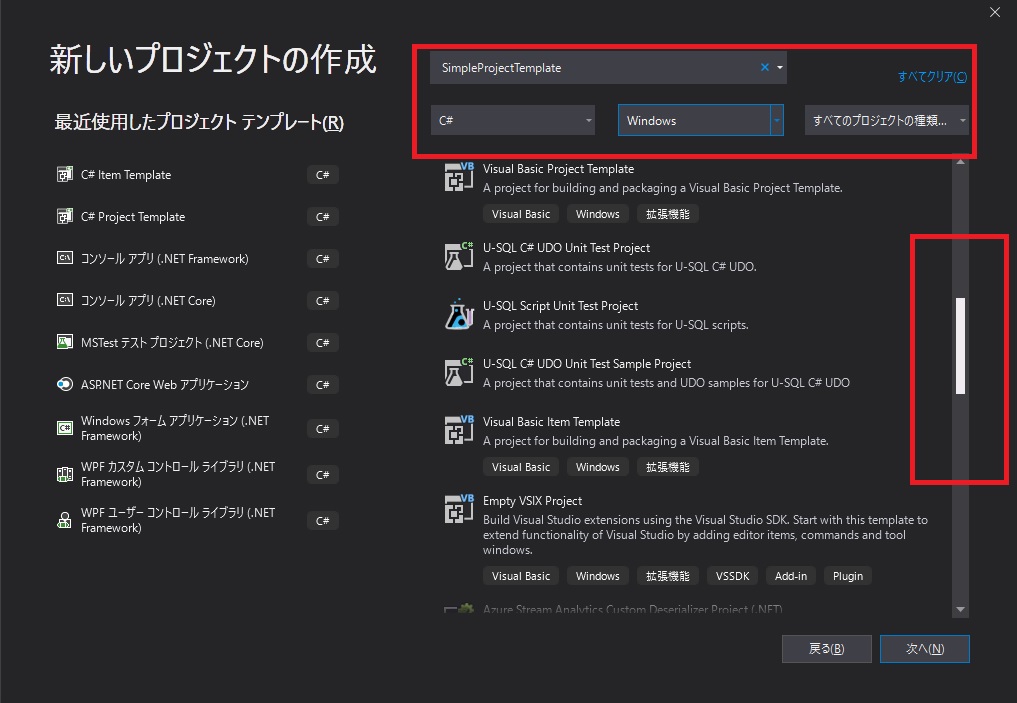 新しいプロジェクトの作成
最近使用したプロジェクト テンプレート(R)
C# Item Template
C#
C# Project Template
C#
コンソール アプリ (.NET Framework)
C#
コンソール アプリ (.NET Core)
C#
MSTest テスト プロジェクト (.NET Core)
C#
ASP.NET Core Web アプリケーション
C#
Windows フォーム アプリケーション (.NET
Framework)
C#
WPF カスタム コントロール ライブラリ (.NET
Framework)
C#
WPF ユーザー コントロール ライブラリ (.NET
Framework)
C#
SimpleProjectTemplate
すべてクリア(C)
C#
Windows
すべてのプロジェクトの種類...
Visual Basic Project Template
A project for building and packaging a Visual Basic Project Template.
Visual Basic Windows 拡張機能
U-SQL C# UDO Unit Test Project
A project that contains unit tests for U-SQL C# UDO.
U-SQL Script Unit Test Project
A project that contains unit tests for U-SQL scripts.
U-SQL C# UDO Unit Test Sample Project
A project that contains unit tests and UDO samples for U-SQL C# UDO
Visual Basic Item Template
A project for building and packaging a Visual Basic Item Template.
Visual Basic Windows 拡張機能
Empty VSIX Project
Build Visual Studio extensions using the Visual Studio SDK. Start with this template to
extend functionality of Visual Studio by adding editor items, commands and tool
windows.
Visual Basic Windows 拡張機能 VSSDK Add-in Plugin
Azure Stream Analytics Custom Deserializer Project (.NET)
戻る(B)
次へ(N)